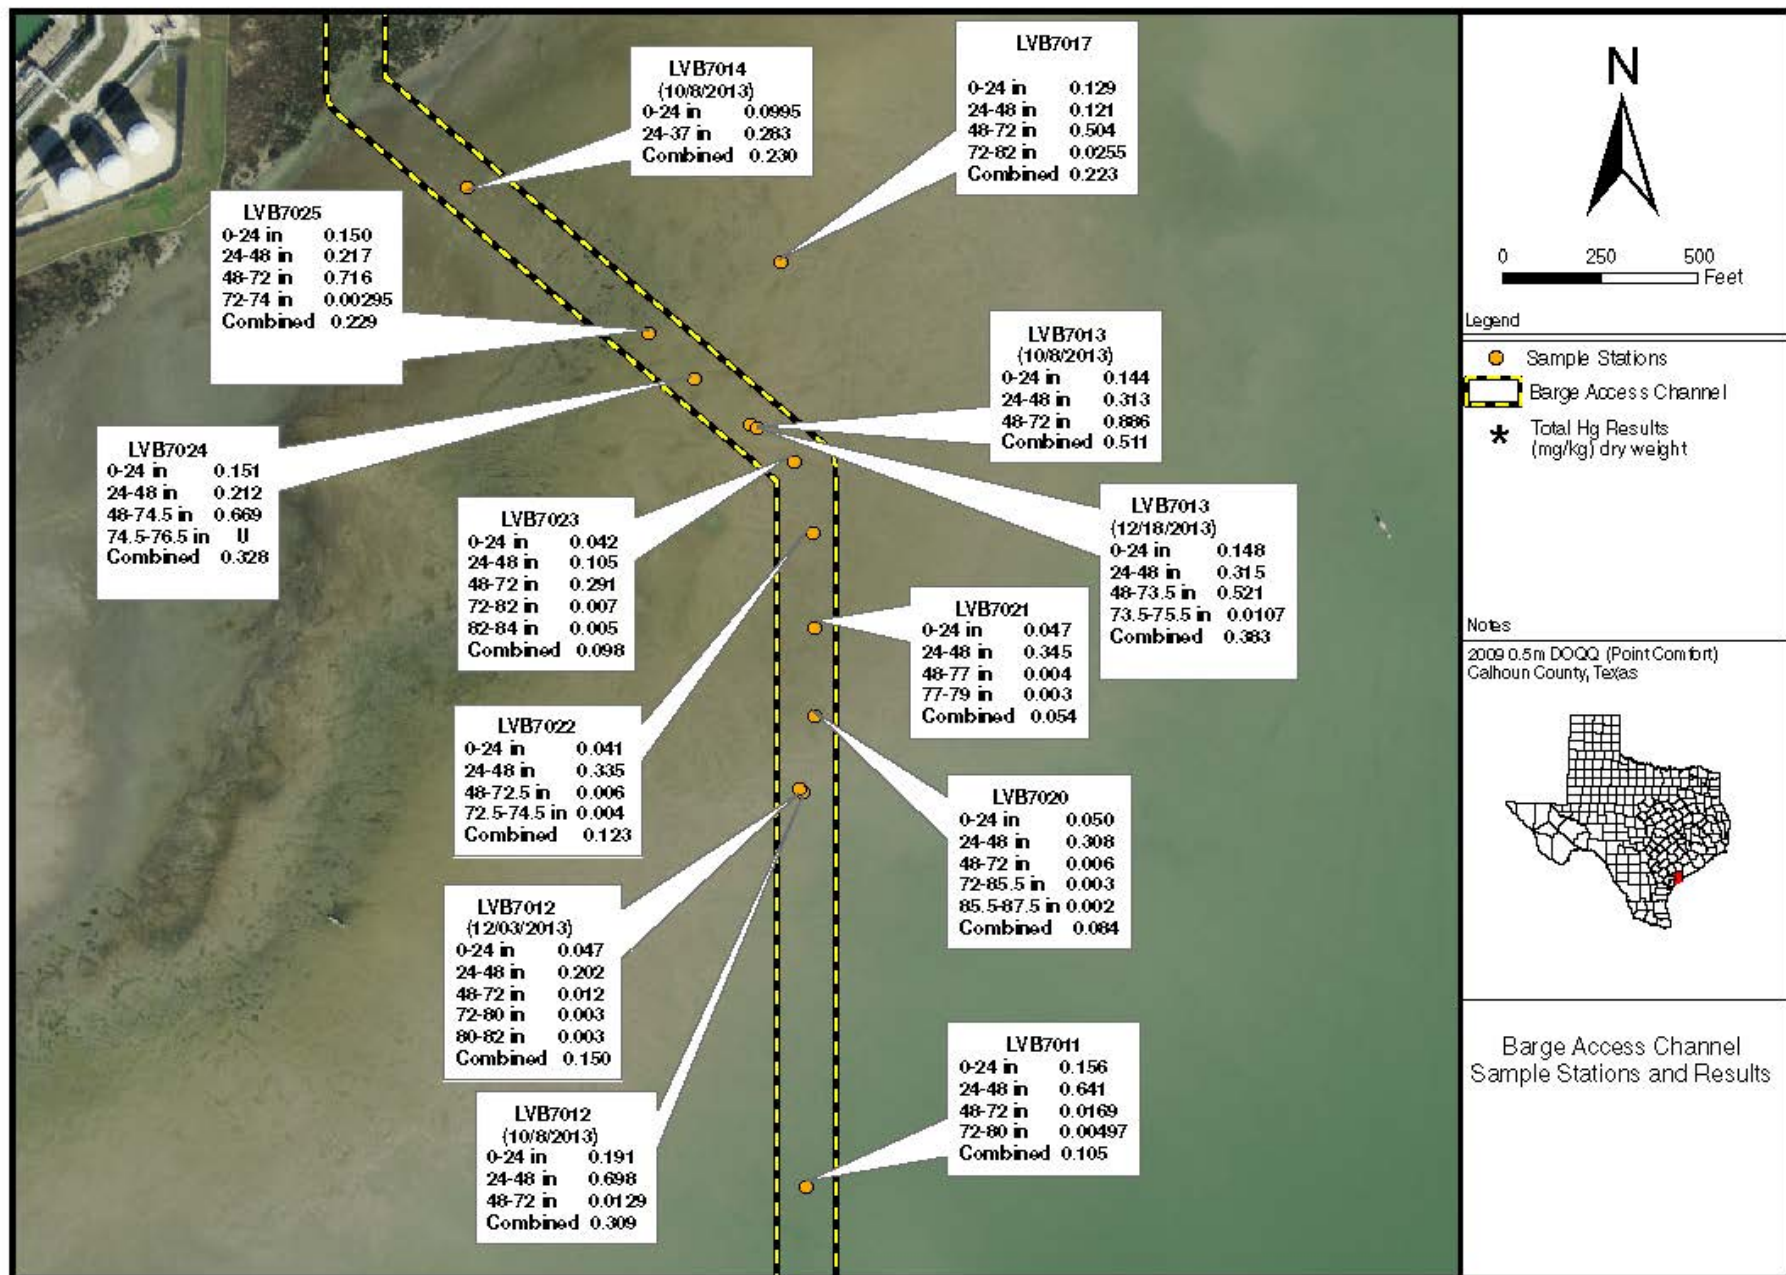 LVB7014
(10/8/2013)
0-24 in 0.0995
24-37 in 0.283
Combined 0.230
LVB7017
0-24 in 0.129
24-48 in 0.121
48-72 in 0.504
72-82 in 0.0255
Combined 0.223
LVB7025
0-24 in 0.150
24-48 in 0.217
48-72 in 0.716
72-74 in 0.00295
Combined 0.229
LVB7013
(10/8/2013)
0-24 in 0.144
24-48 in 0.313
48-72 in 0.886
Combined 0.511
LVB7024
0-24 in 0.151
24-48 in 0.212
48-74.5 in 0.669
74.5-76.5 in U
Combined 0.328
LVB7023
0-24 in 0.042
24-48 in 0.105
48-72 in 0.291
72-82 in 0.007
82-84 in 0.005
Combined 0.098
LVB7013
(12/18/2013)
0-24 in 0.148
24-48 in 0.315
48-73.5 in 0.521
73.5-75.5 in 0.0107
Combined 0.383
LVB7021
0-24 in 0.047
24-48 in 0.345
48-77 in 0.004
77-79 in 0.003
Combined 0.054
LVB7022
0-24 in 0.041
24-48 in 0.335
48-72.5 in 0.006
72.5-74.5 in 0.004
Combined 0.123
LVB7020
0-24 in 0.050
24-48 in 0.308
48-72 in 0.006
72-85.5 in 0.003
85.5-87.5 in 0.002
Combined 0.084
LVB7012
(12/03/2013)
0-24 in 0.047
24-48 in 0.202
48-72 in 0.012
72-80 in 0.003
80-82 in 0.003
Combined 0.150
LVB7011
0-24 in 0.156
24-48 in 0.641
48-72 in 0.0169
72-80 in 0.00497
Combined 0.105
LVB7012
(10/8/2013)
0-24 in 0.191
24-48 in 0.698
48-72 in 0.0129
Combined 0.309
N
0 250 500
Feet
Legend
Sample Stations
Barge Access Channel
* Total Hg Results
(mg/kg) dry weight
Notes
2009 0.5m DOQQ (Point Comfort)
Calhoun County, Texas
Barge Access Channel
Sample Stations and Results